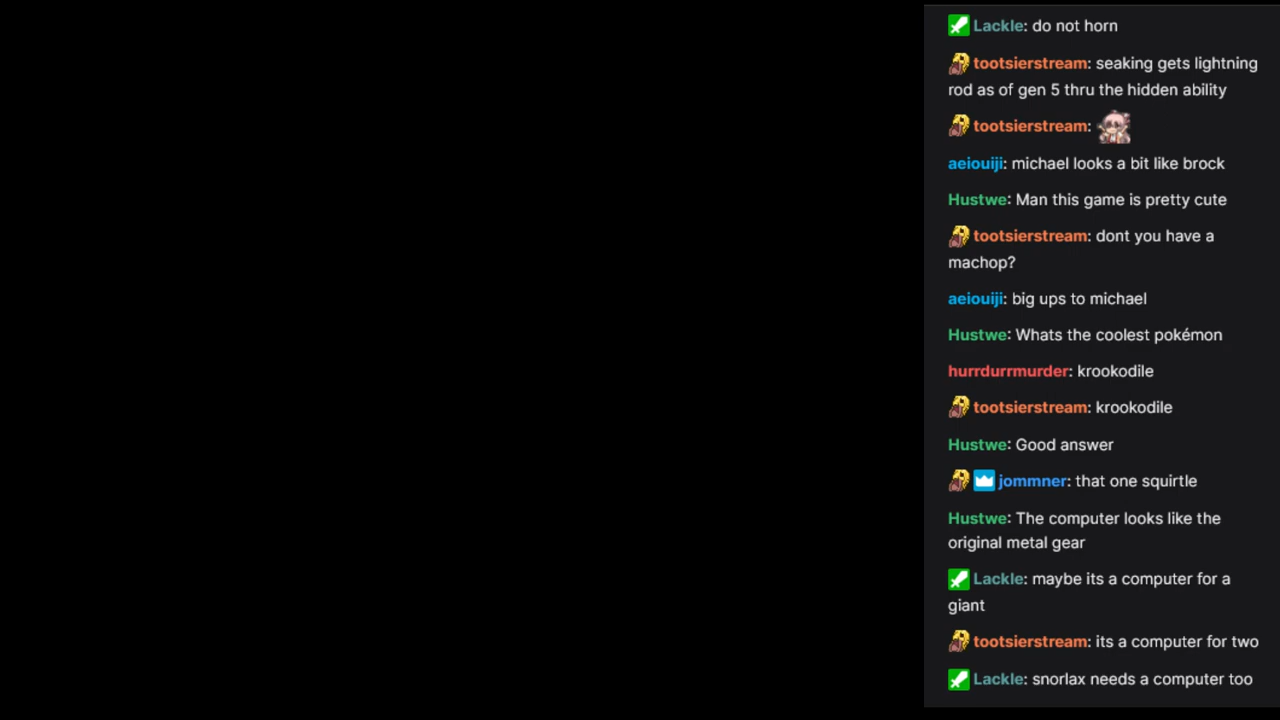 Lackle: do not horn
tootsierstream: seaking gets lightning
rod as of gen 5 thru the hidden ability
tootsierstream:
aeiouiji: michael looks a bit like brock
Hustwe: Man this game is pretty cute
tootsierstream: dont you have a
machop?
aeiouiji: big ups to michael
Hustwe: Whats the coolest pokémon
hurrdurrmurder: krookodile
tootsierstream: krookodile
Hustwe: Good answer
jommner: that one squirtle
Hustwe: The computer looks like the
original metal gear
Lackle: maybe its a computer for a
giant
tootsierstream: its a computer for two
Lackle: snorlax needs a computer too